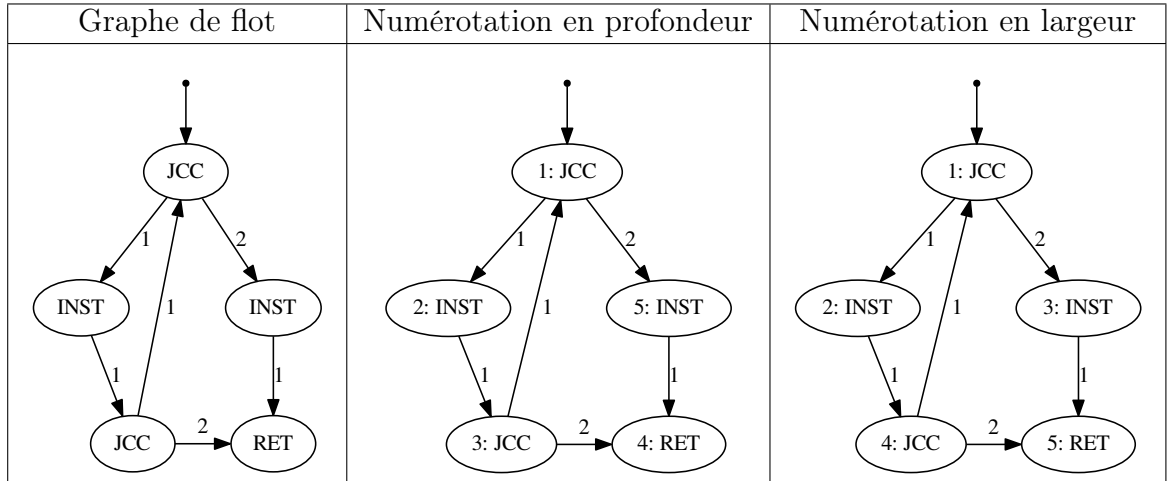 Graphe de flot
Numérotation en profondeur
Numérotation en largeur
JCC
1
2
INST
INST
1
1
1
JCC
2
RET
1: JCC
1
2
2: INST
5: INST
1
1
1
3: JCC
2
4: RET
1: JCC
1
2
2: INST
3: INST
1
1
1
4: JCC
2
5: RET